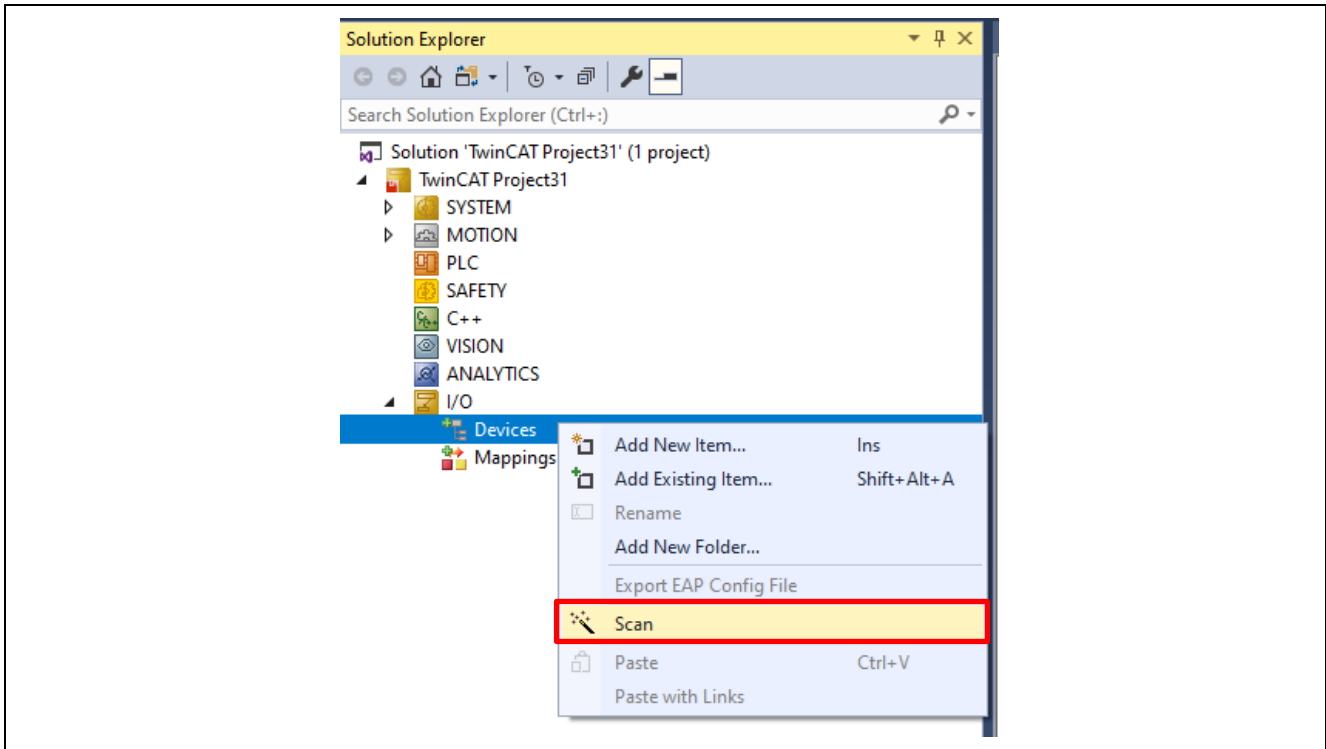 Solution Explorer
Search Solution Explorer (Ctrl+:)
Solution 'TwinCAT Project31' (1 project)
TwinCAT Project31
SYSTEM
MOTION
PLC
SAFETY
C++
VISION
ANALYTICS
I/O
Devices
Mappings
Add New Item... Ins
Add Existing Item... Shift+Alt+A
Rename
Add New Folder...
Export EAP Config File
Scan
Paste Ctrl+V
Paste with Links